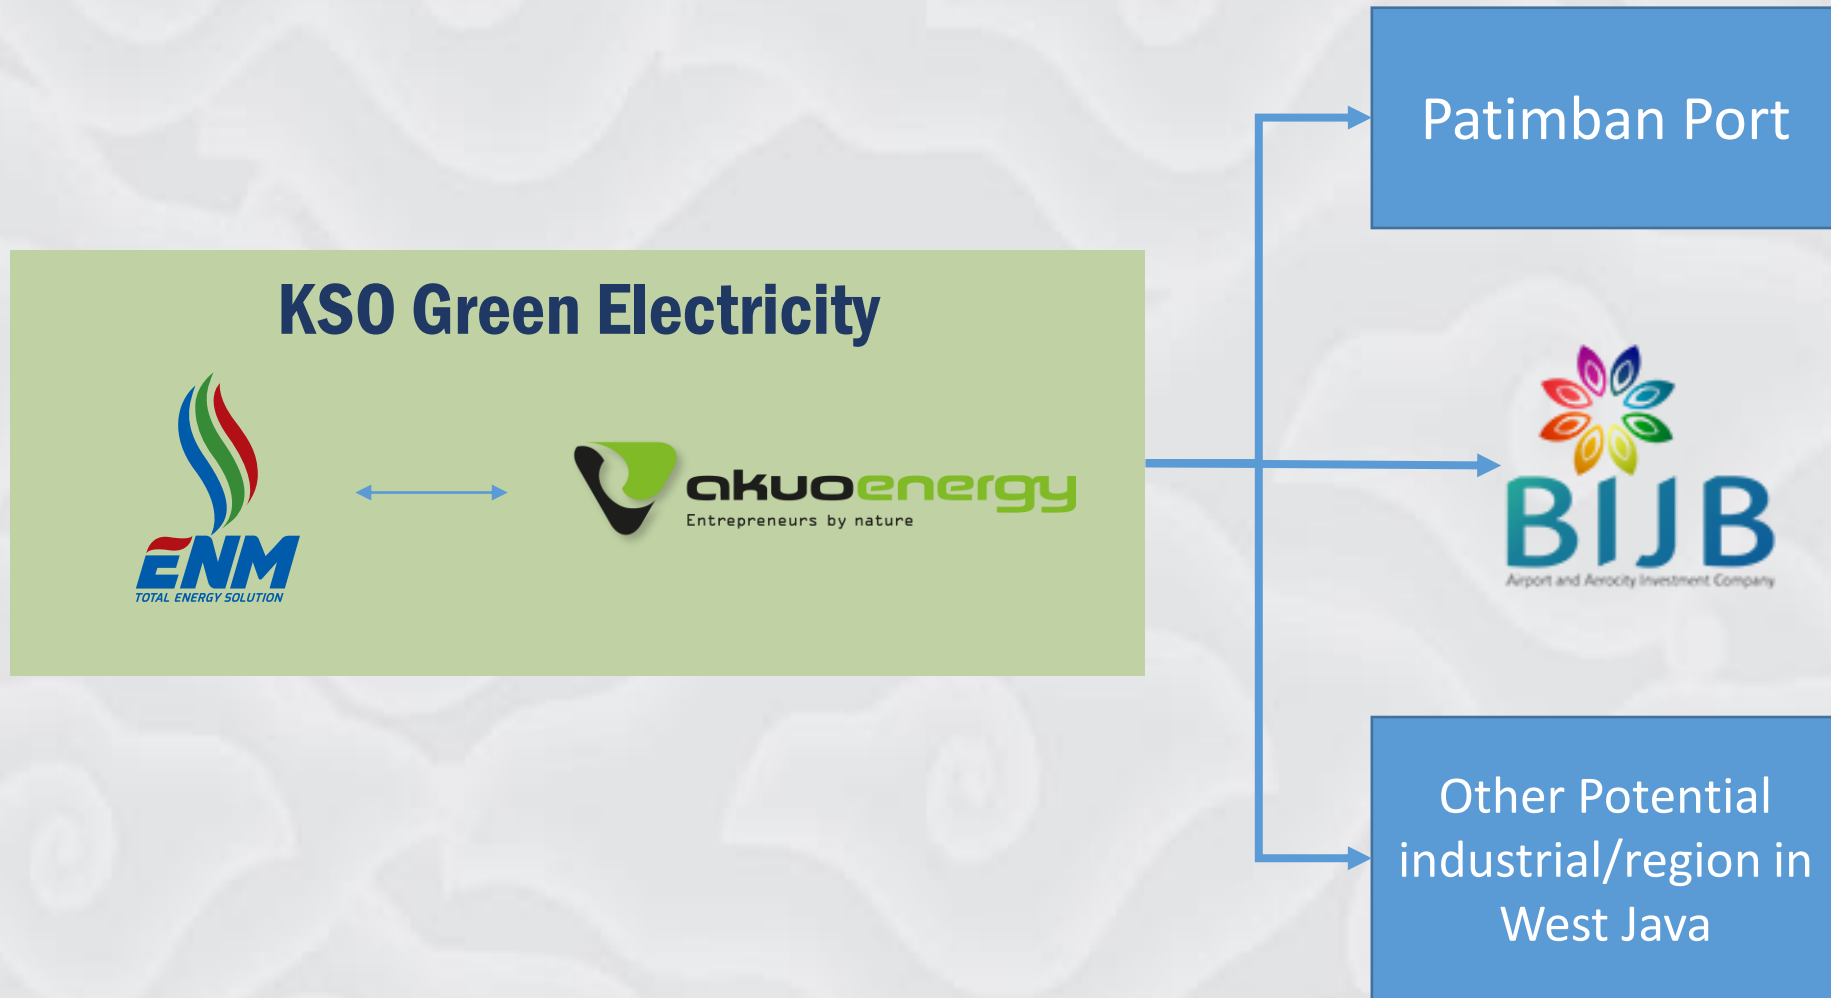 Patimban Port
KSO Green Electricity
ENM
TOTAL ENERGY SOLUTION
akuoenergy
Entrepreneurs by nature
BIJB
Airport and Aerocity Investment Company
Other Potential
industrial/region in
West Java